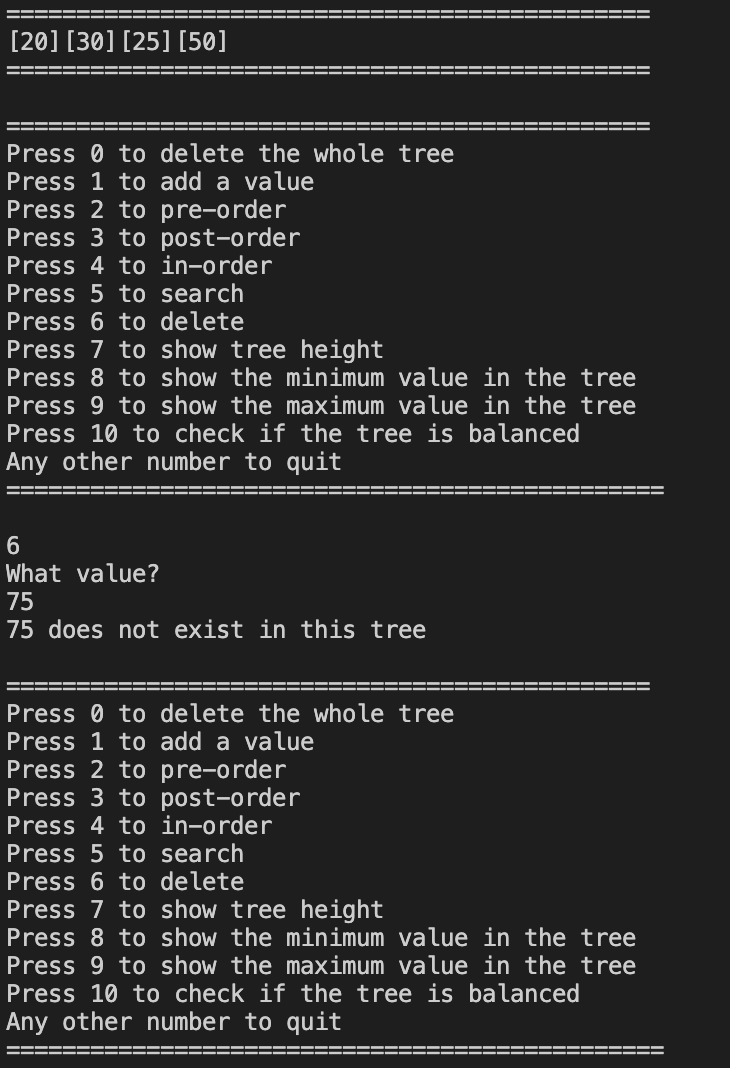 ==============================================
[20][30][25][50]
==============================================
==============================================
Press 0 to delete the whole tree
Press 1 to add a value
Press 2 to pre-order
Press 3 to post-order
Press 4 to in-order
Press 5 to search
Press 6 to delete
Press 7 to show tree height
Press 8 to show the minimum value in the tree
Press 9 to show the maximum value in the tree
Press 10 to check if the tree is balanced
Any other number to quit
===============================================
6
What value?
75
75 does not exist in this tree
==============================================
Press 0 to delete the whole tree
Press 1 to add a value
Press 2 to pre-order
Press 3 to post-order
Press 4 to in-order
Press 5 to search
Press 6 to delete
Press 7 to show tree height
Press 8 to show the minimum value in the tree
Press 9 to show the maximum value in the tree
Press 10 to check if the tree is balanced
Any other number to quit
===============================================